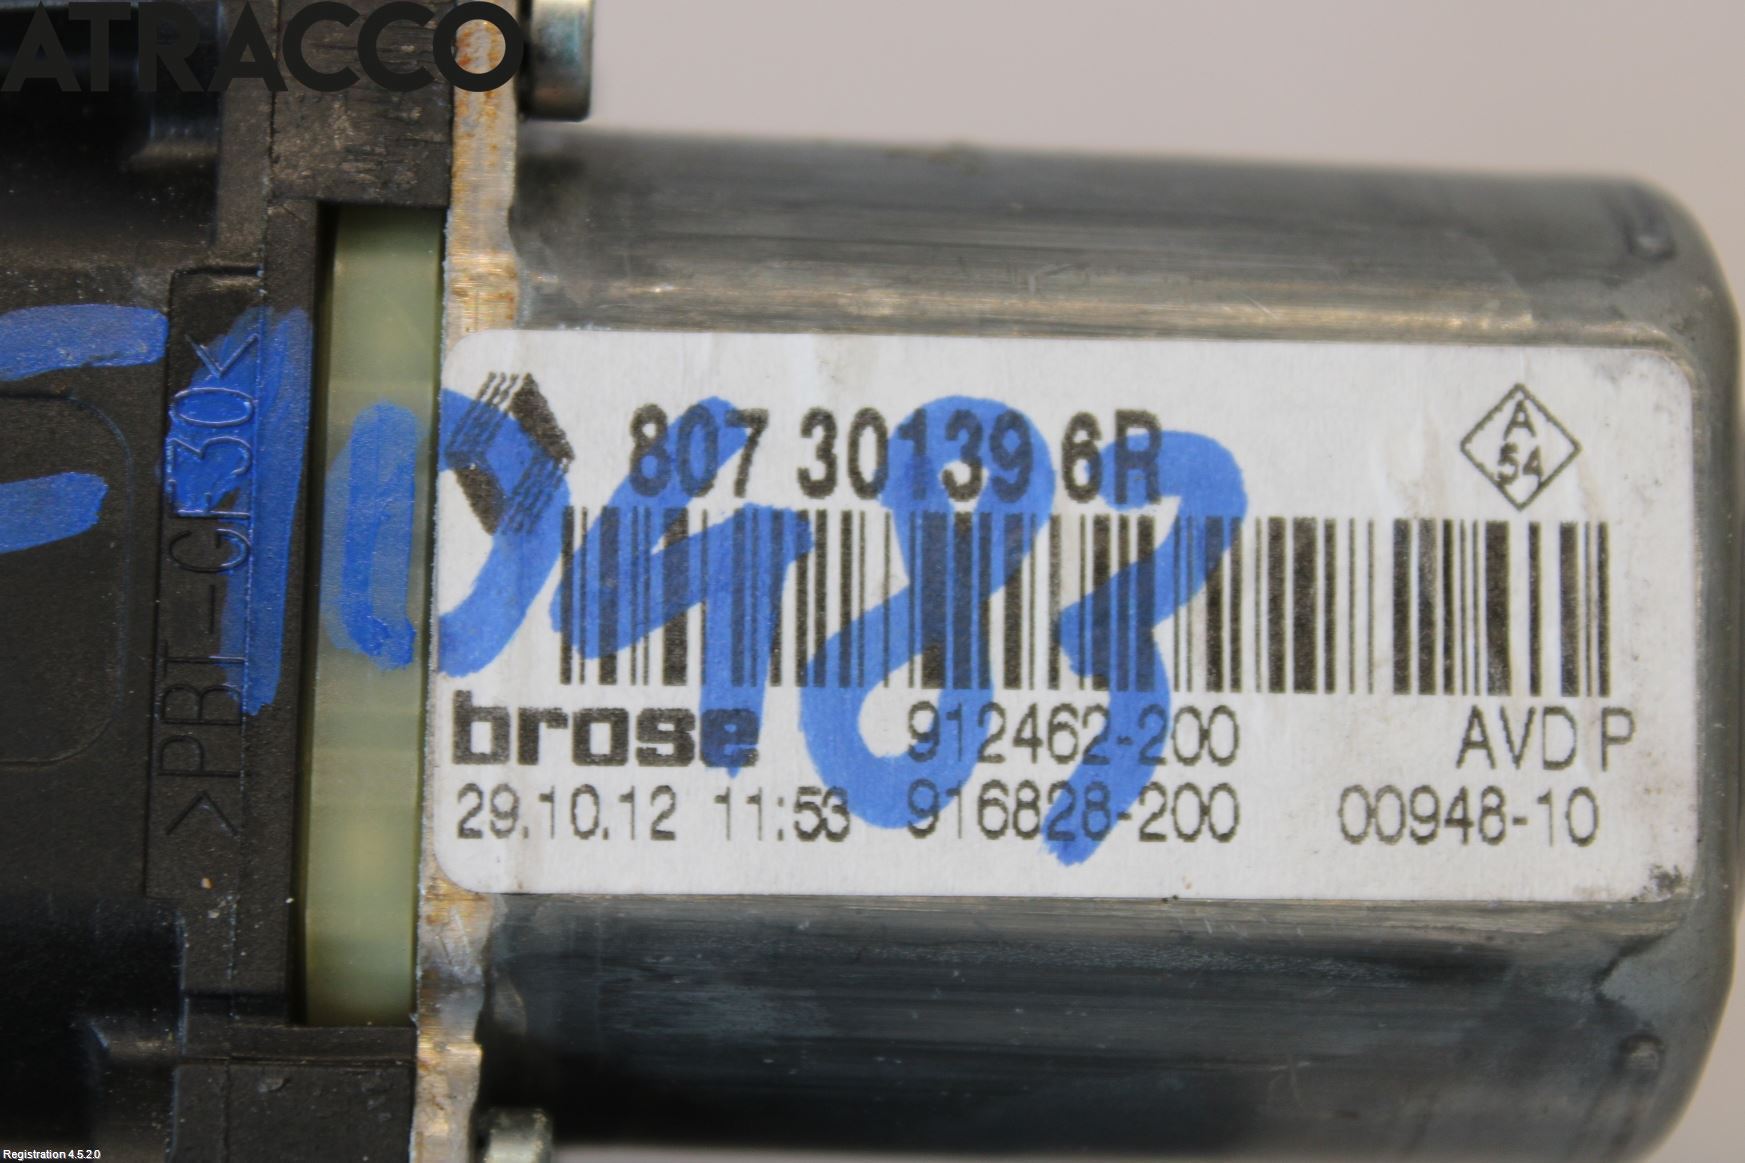 ATRACCO
807 30139 6R
A
54
brose 912462-200 AVD P
29.10.12 11:53 916828-200 00948-10
>PBT-GF30<
Registration 4.5.2.0